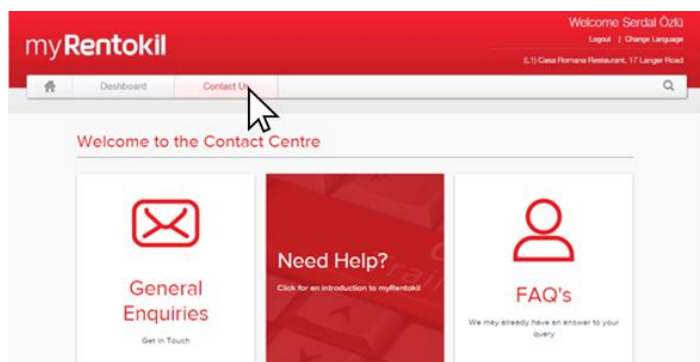 Welcome Serdal Özlü
myRentokil
Logout | Change Language
(L1) Casa Romana Restaurant, 17 Langer Road
Dashboard
Contact Us
Welcome to the Contact Centre
General
Enquiries
Get in Touch
Need Help?
Click for an introduction to myRentokil
FAQ's
We may already have an answer to your
query